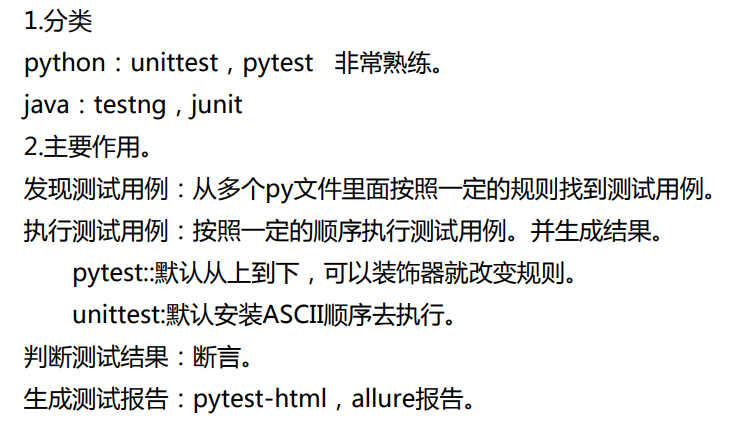 1.分类
python：unittest，pytest   非常熟练。
java：testng，junit
2.主要作用。
发现测试用例：从多个py文件里面按照一定的规则找到测试用例。
执行测试用例：按照一定的顺序执行测试用例。并生成结果。
pytest::默认从上到下，可以装饰器就改变规则。
unittest:默认安装ASCII顺序去执行。
判断测试结果：断言。
生成测试报告：pytest-html，allure报告。